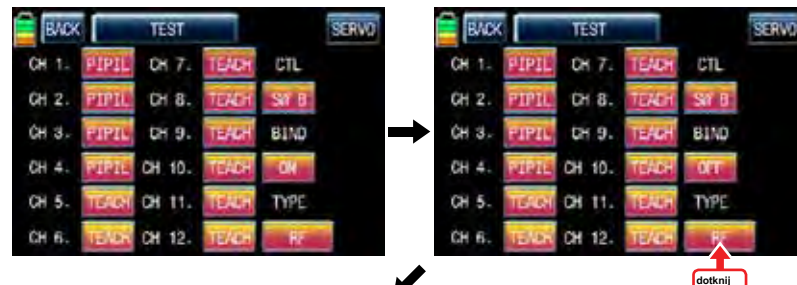 BACK TEST SERVO
CH 1. PIPIL CH 7. TEACH CTL
CH 2. PIPIL CH 8. TEACH SW B
CH 3. PIPIL CH 9. TEACH BIND
CH 4. PIPIL CH 10. TEACH ON
CH 5. TEACH CH 11. TEACH TYPE
CH 6. TEACH CH 12. TEACH RF
BACK TEST SERVO
CH 1. PIPIL CH 7. TEACH CTL
CH 2. PIPIL CH 8. TEACH SW B
CH 3. PIPIL CH 9. TEACH BIND
CH 4. PIPIL CH 10. TEACH OFF
CH 5. TEACH CH 11. TEACH TYPE
CH 6. TEACH CH 12. TEACH RF
dotknij